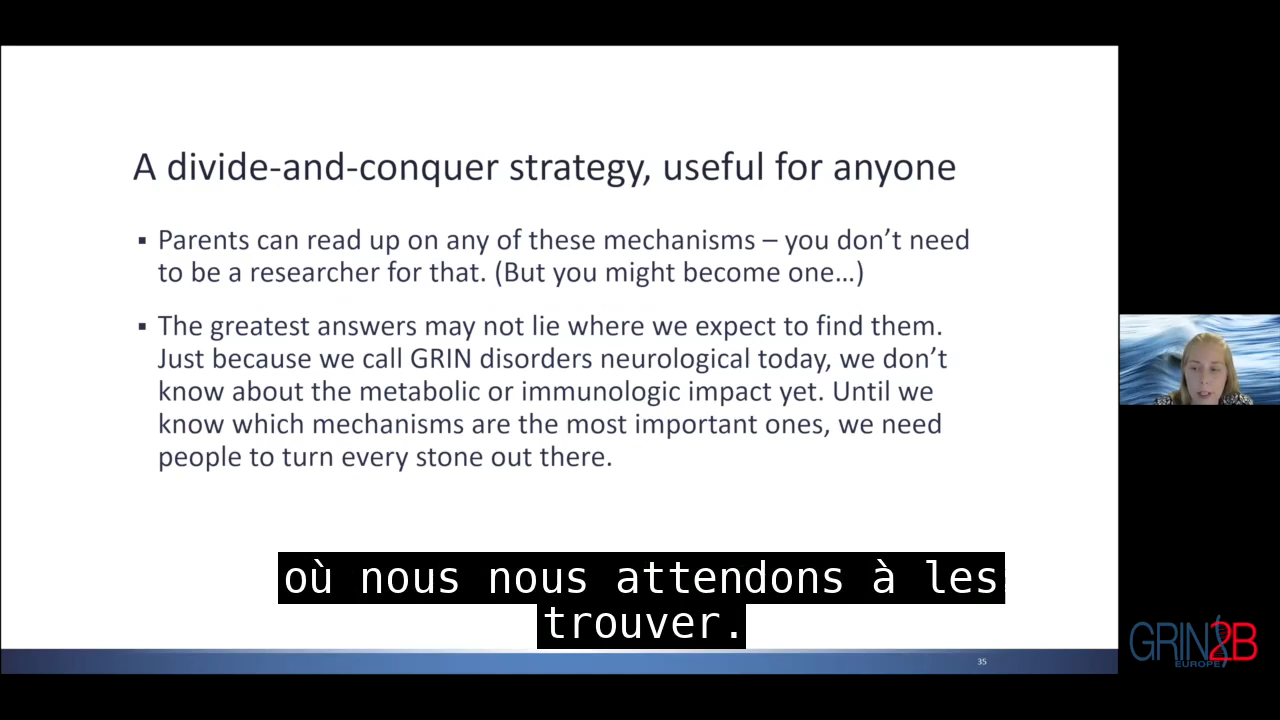 A divide-and-conquer strategy, useful for anyone
▪ Parents can read up on any of these mechanisms – you don’t need
to be a researcher for that. (But you might become one…)
▪ The greatest answers may not lie where we expect to find them.
Just because we call GRIN disorders neurological today, we don’t
know about the metabolic or immunologic impact yet. Until we
know which mechanisms are the most important ones, we need
people to turn every stone out there.
où nous nous attendons à les
trouver.
35
GRIN2B
EUROPE